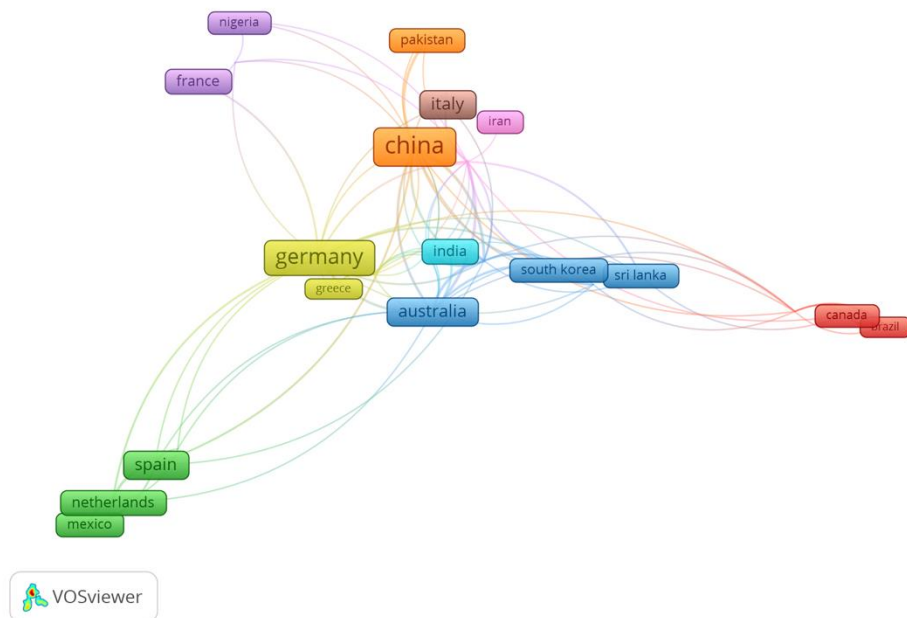 nigeria
pakistan
france
italy
iran
china
india
germany
south korea
sri lanka
greece
australia
canada
brazil
spain
netherlands
mexico
VOSviewer